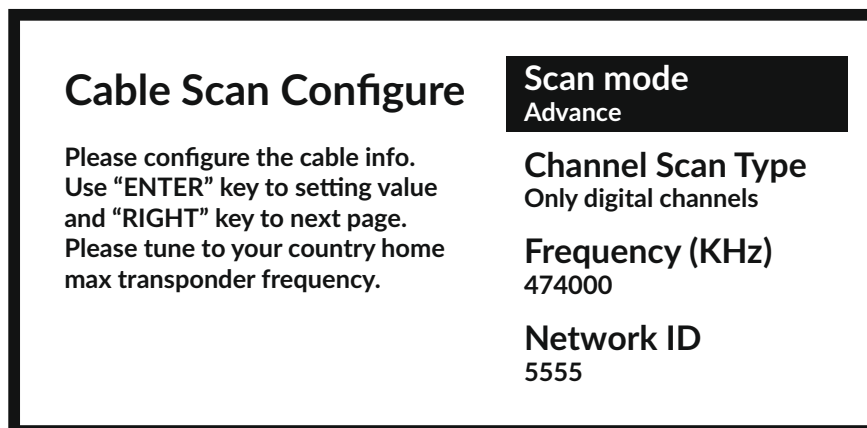 Cable Scan Configure
Please configure the cable info.
Use “ENTER” key to setting value
and “RIGHT” key to next page.
Please tune to your country home
max transponder frequency.
Scan mode
Advance
Channel Scan Type
Only digital channels
Frequency (KHz)
474000
Network ID
5555